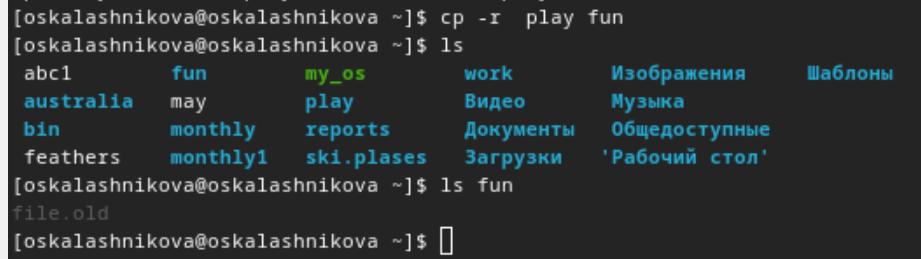 [oskalashnikova@oskalashnikova ~]$ cp -r  play fun
[oskalashnikova@oskalashnikova ~]$ ls
abc1 fun my_os work Изображения Шаблоны
australia may play Видео Музыка
bin monthly reports Документы Общедоступные
feathers monthly1 ski.plases Загрузки 'Рабочий стол'
[oskalashnikova@oskalashnikova ~]$ ls fun
file.old
[oskalashnikova@oskalashnikova ~]$